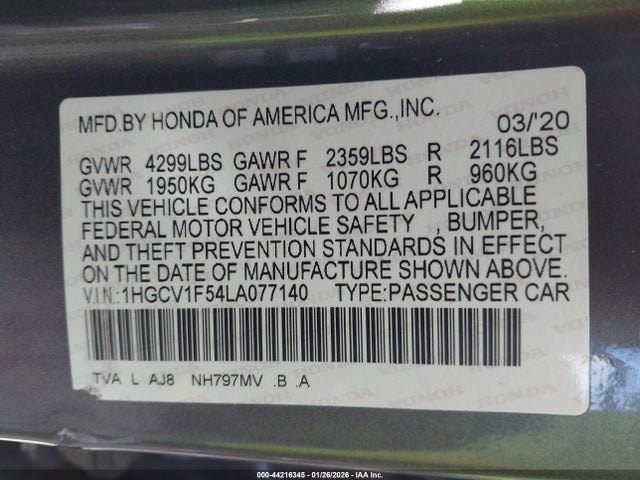 MFD.BY HONDA OF AMERICA MFG.,INC. 03/'20
GVWR 4299LBS GAWR F 2359LBS R 2116LBS
GVWR 1950KG GAWR F 1070KG R 960KG
THIS VEHICLE CONFORMS TO ALL APPLICABLE
FEDERAL MOTOR VEHICLE SAFETY , BUMPER,
AND THEFT PREVENTION STANDARDS IN EFFECT
ON THE DATE OF MANUFACTURE SHOWN ABOVE.
V.I.N.:1HGCV1F54LA077140 TYPE:PASSENGER CAR
TVA L AJ8 NH797MV .B .A
000-44216345 | 01/26/2026 - IAA Inc.